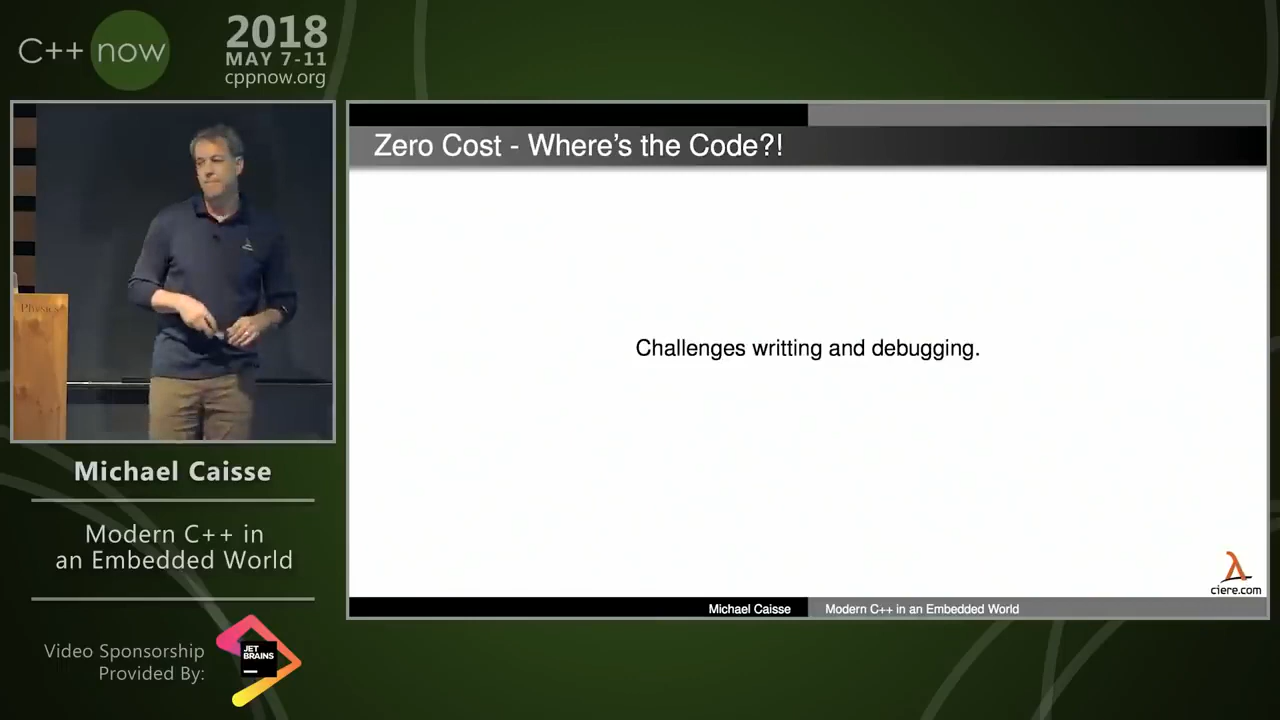 C++ now
2018
MAY 7-11
cppnow.org
Zero Cost - Where's the Code?!
Challenges writting and debugging.
PHYSICS
Michael Caisse
Modern C++ in
an Embedded World
Video Sponsorship
Provided By:
JET
BRAINS
ciere.com
Michael Caisse
Modern C++ in an Embedded World